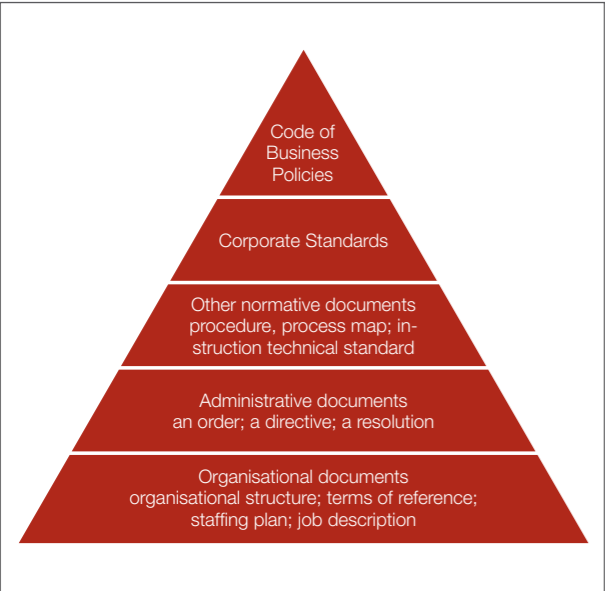 Code of
Business
Policies
Corporate Standards
Other normative documents
procedure, process map; in-
struction technical standard
Administrative documents
an order; a directive; a resolution
Organisational documents
organisational structure; terms of reference;
staffing plan; job description